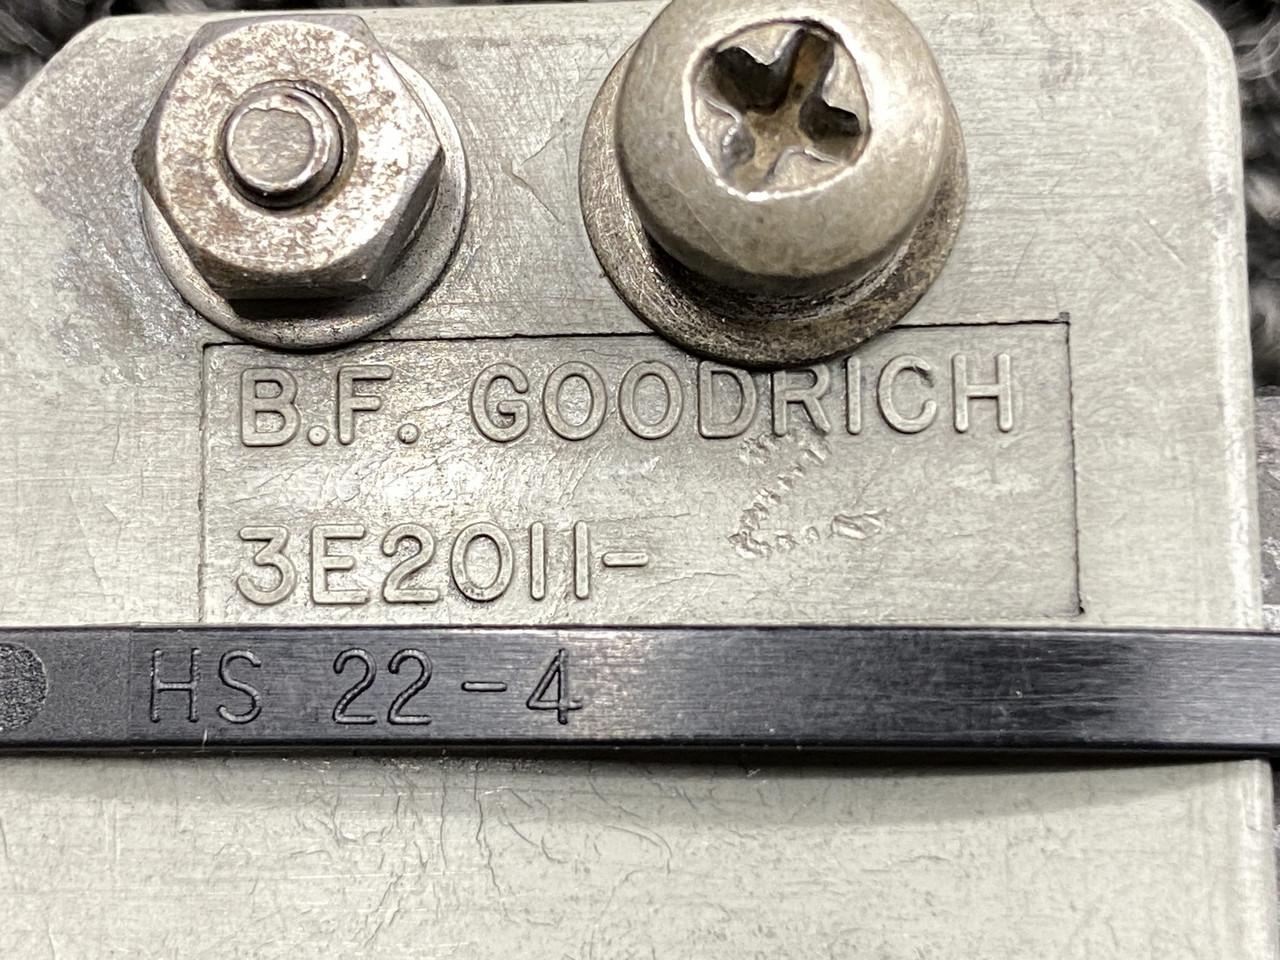 B.F. GOODRICH
3E2011-
HS 22-4